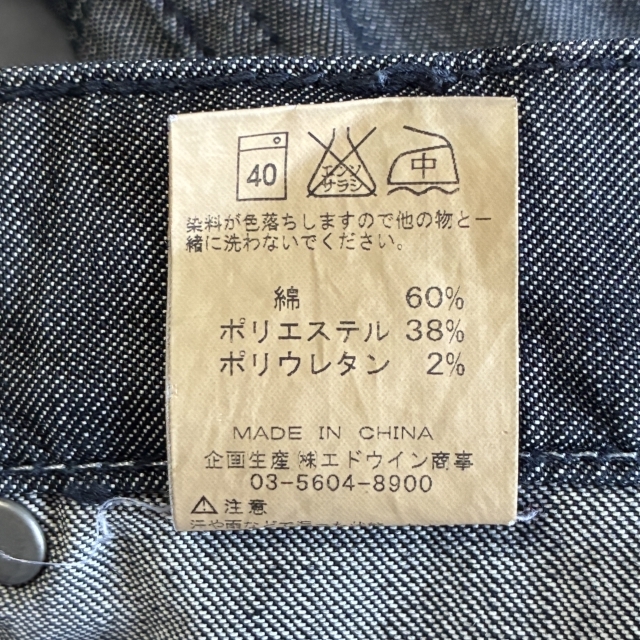 40
エンソ
サラシ
中
染料が色落ちしますので他の物と一
緒に洗わないでください。
綿 60%
ポリエステル 38%
ポリウレタン 2%
MADE IN CHINA
企画生産 ㈱エドウイン商事
03-5604-8900
⚠注意